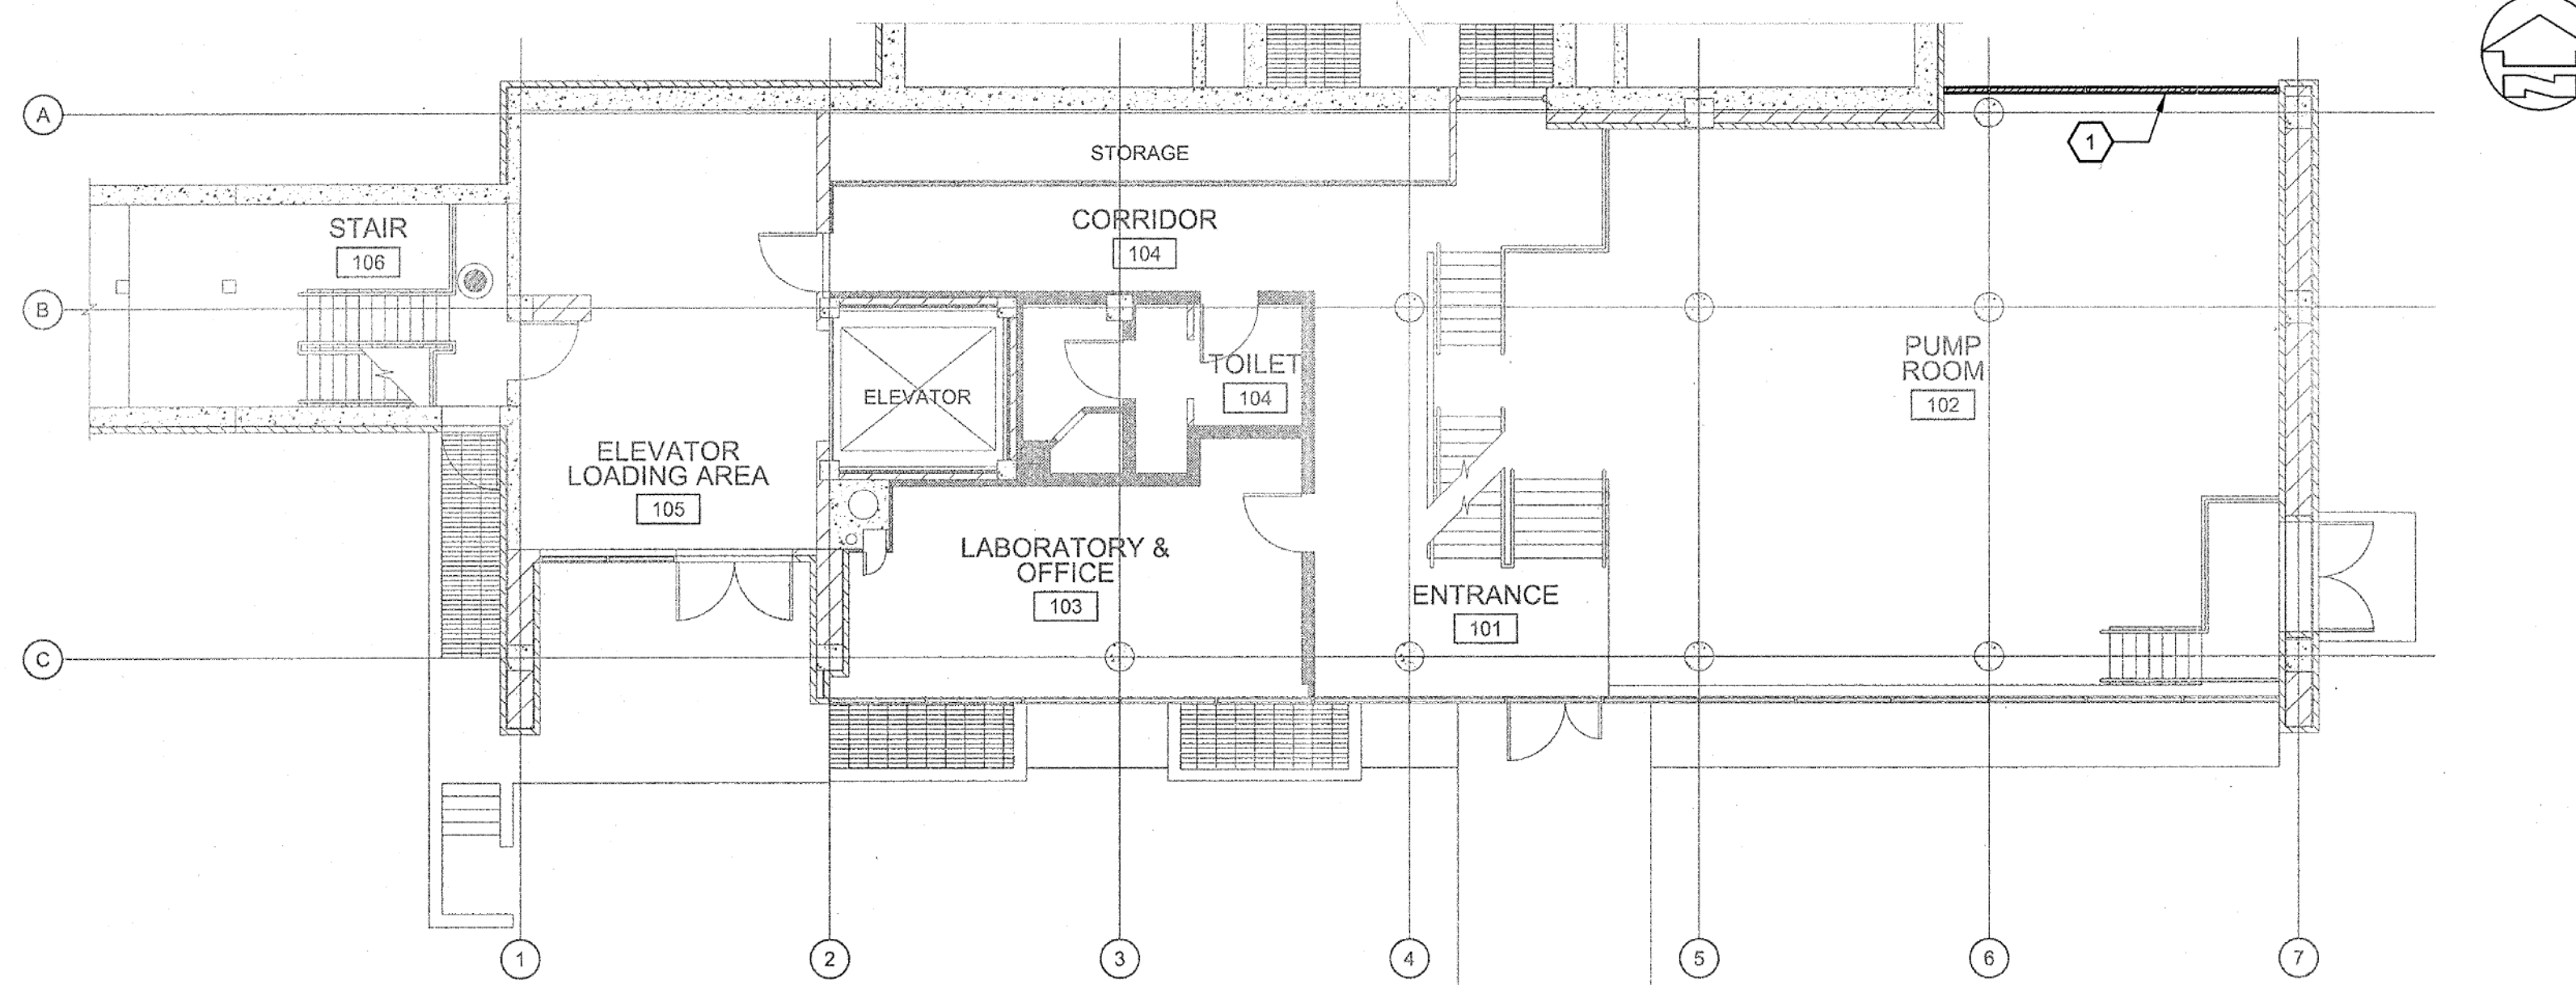 A
1
STORAGE
STAIR
106
CORRIDOR
104
B
PUMP
ROOM
102
TOILET
104
ELEVATOR
ELEVATOR
LOADING AREA
105
LABORATORY &
OFFICE
103
ENTRANCE
101
C
1
2
3
4
5
6
7
N